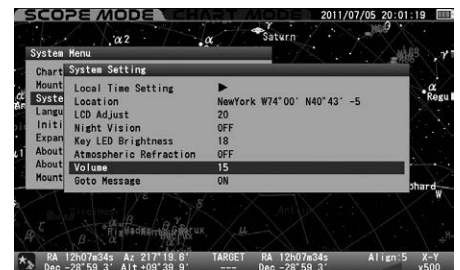 SCOPE MODE CHART MODE 2011/07/05 20:01:19
α2 α Saturn
System Menu
Chart
Mount
Syste
Langu
Initi
Expan
About
About
Mount
System Setting
Local Time Setting ▶
Location NewYork W74°00' N40°43' -5
LCD Adjust 20
Night Vision OFF
Key LED Brightness 18
Atmospheric Refraction OFF
Volume 15
Goto Message ON
γ
α
Regu
μ
RA 12h07m34s Az 217°19.6' TARGET RA 12h07m34s Align:5 X-Y
Dec -28°59.3' Alt +09°39.9' --- Dec -28°59.3' x500